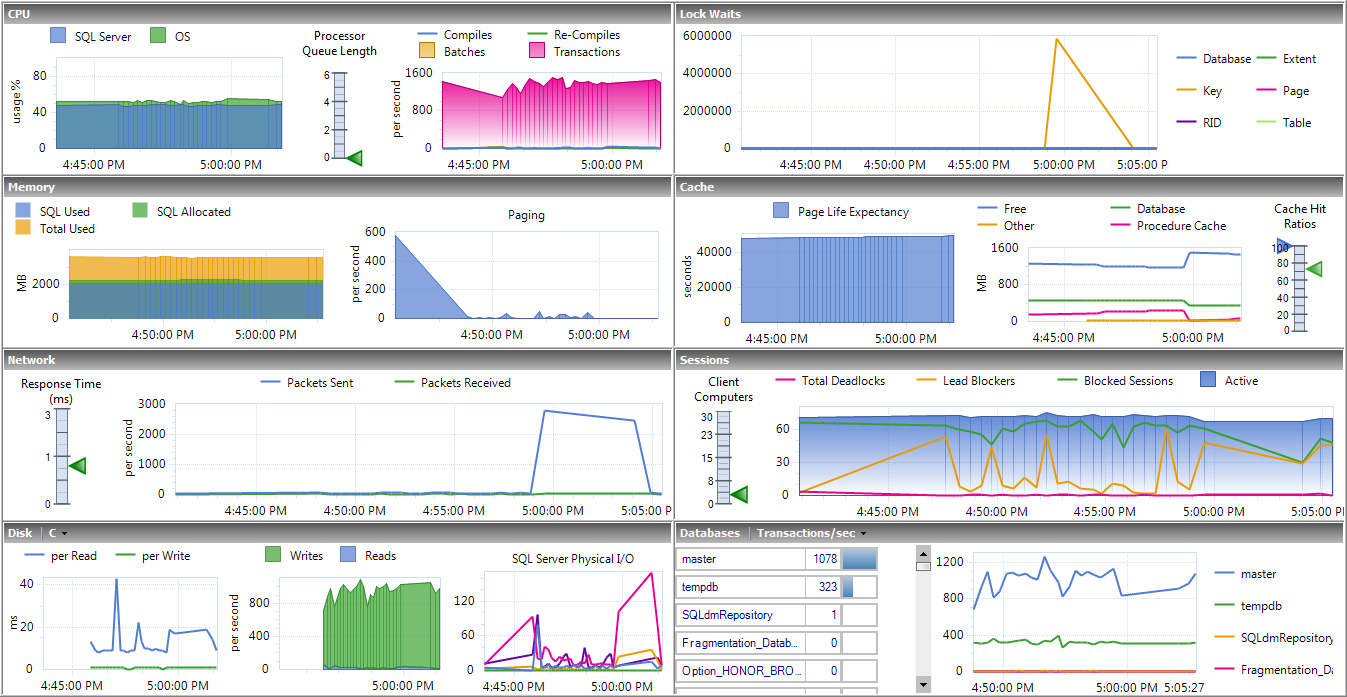 CPU
SQL Server
OS
usage %
80
40
0
4:45:00 PM
5:00:00 PM
Processor
Queue Length
6
4
2
0
Compiles
Re-Compiles
Batches
Transactions
per second
1600
800
0
4:45:00 PM
5:00:00 PM
Lock Waits
6000000
4000000
2000000
0
4:45:00 PM
4:50:00 PM
4:55:00 PM
5:00:00 PM
5:05:00 P
Database
Extent
Key
Page
RID
Table
Memory
SQL Used
SQL Allocated
Total Used
MB
2000
0
4:50:00 PM
5:00:00 PM
Paging
per second
600
400
200
0
4:50:00 PM
5:00:00 PM
Cache
Page Life Expectancy
seconds
40000
20000
0
4:45:00 PM
5:00:00 PM
Free
Database
Other
Procedure Cache
MB
1600
800
0
4:45:00 PM
5:00:00 PM
Cache Hit
Ratios
100
80
60
40
20
0
Network
Response Time
(ms)
3
1
0
Packets Sent
Packets Received
per second
3000
2000
1000
0
4:45:00 PM
4:50:00 PM
4:55:00 PM
5:00:00 PM
5:05:00 P
Sessions
Client
Computers
30
23
15
8
0
Total Deadlocks
Lead Blockers
Blocked Sessions
Active
60
30
0
4:45:00 PM
4:50:00 PM
4:55:00 PM
5:00:00 PM
5:05:00 P
Disk
C
per Read
per Write
ms
40
20
0
4:45:00 PM
5:00:00 PM
Writes
Reads
per second
800
400
0
5:00:00 PM
SQL Server Physical I/O
120
60
0
4:45:00 PM
5:00:00 PM
Databases
Transactions/sec
master
1078
tempdb
323
SQLdmRepository
1
Fragmentation_Datab...
0
Option_HONOR_BRO...
0
1200
800
400
0
4:50:00 PM
5:00:00 PM
5:05:27
master
tempdb
SQLdmRepository
Fragmentation_Da